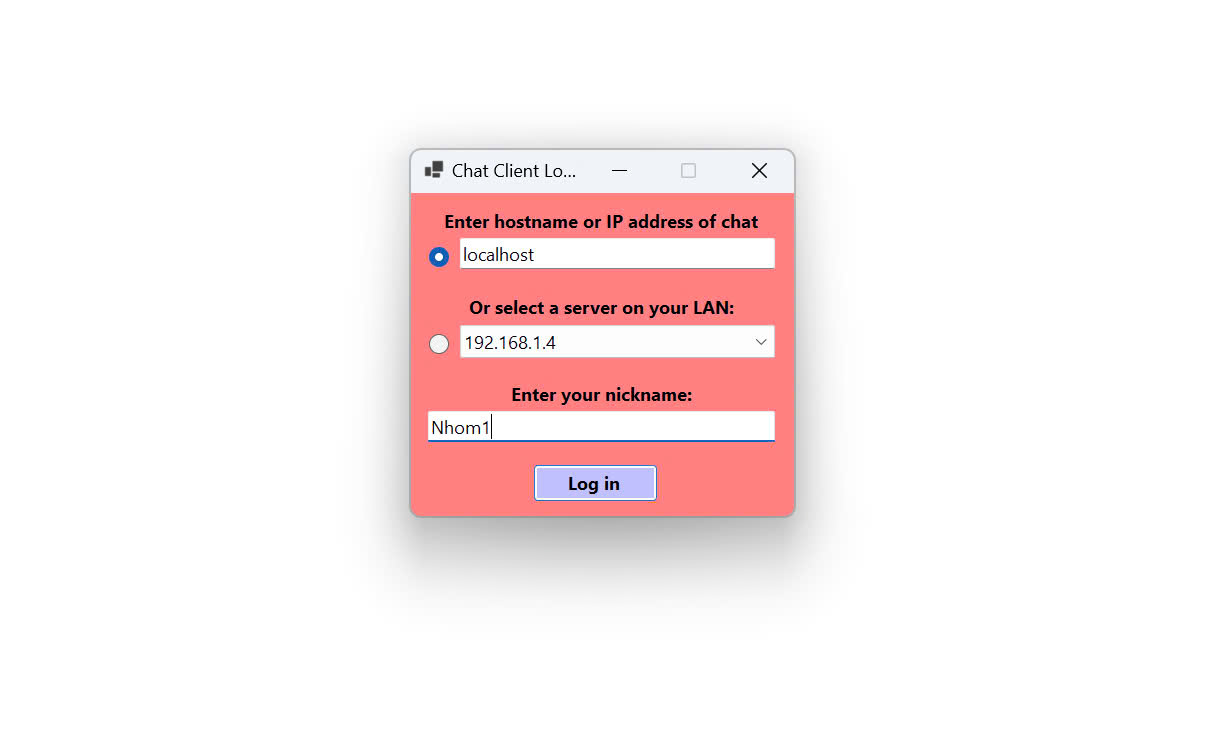 Chat Client Lo...
Enter hostname or IP address of chat
localhost
Or select a server on your LAN:
192.168.1.4
Enter your nickname:
Nhom1
Log in